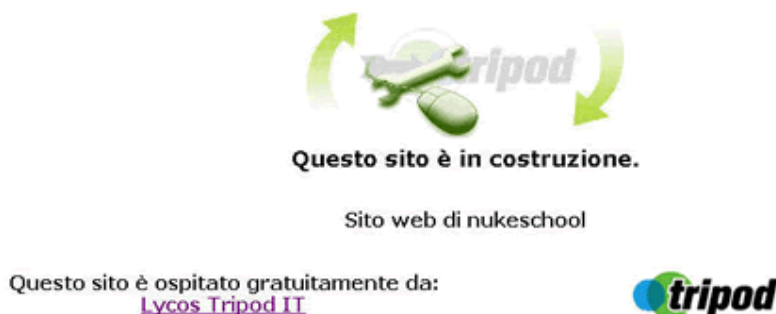 tripod
Questo sito è in costruzione.
Sito web di nukeschool
Questo sito è ospitato gratuitamente da:
Lycos Tripod IT
tripod